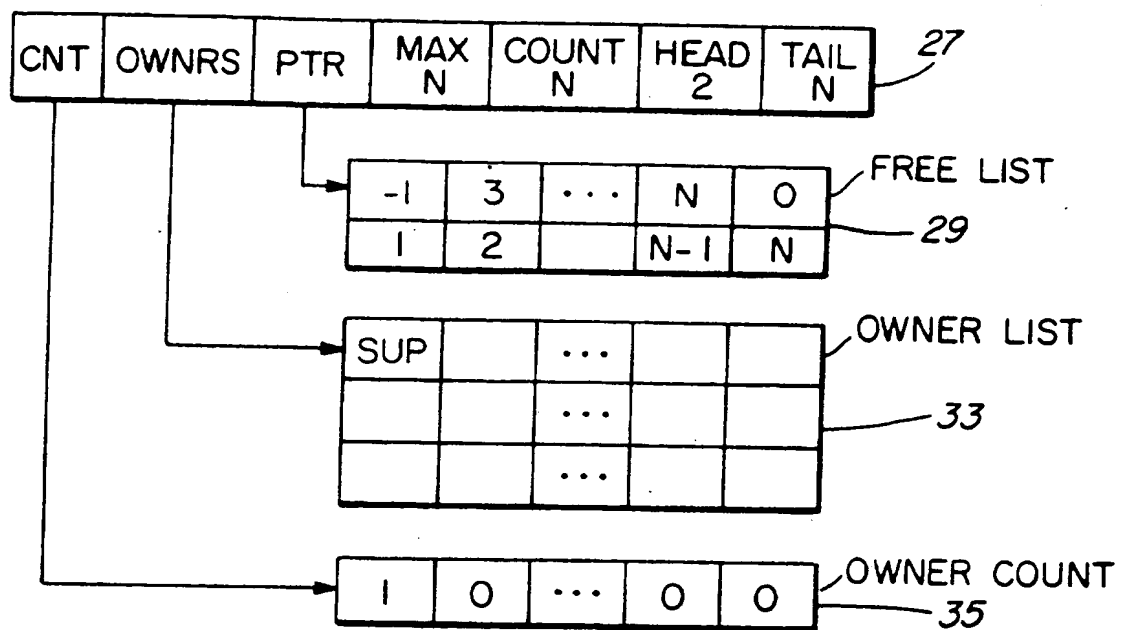 CNT OWNRS PTR MAX N COUNT N HEAD 2 TAIL N 27
-1 3 ... N 0 FREE LIST
1 2 N-1 N 29
SUP ... OWNER LIST
... 33
...
1 0 ... 0 0 OWNER COUNT
35